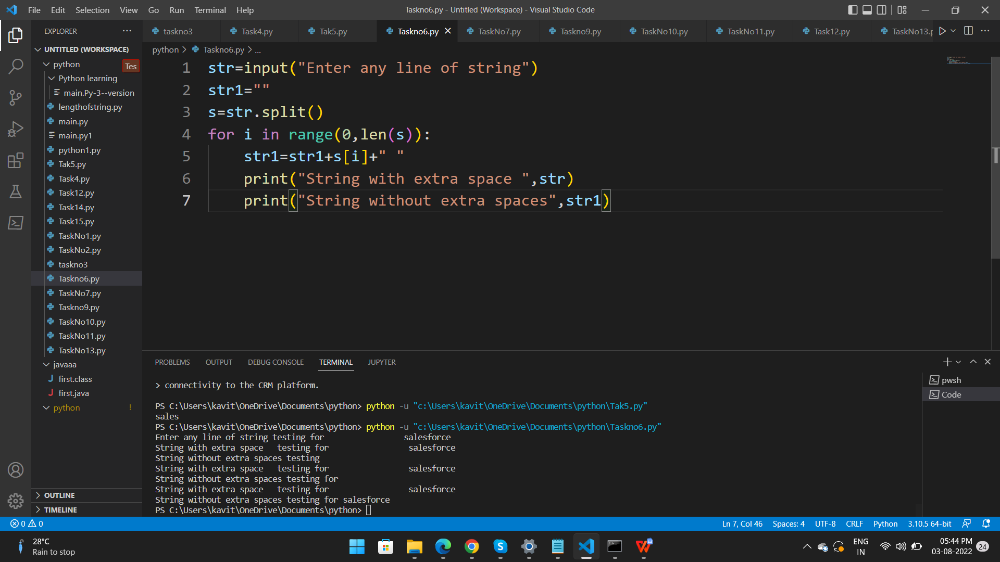 File Edit Selection View Go Run Terminal Help
Taskno6.py - Untitled (Workspace) - Visual Studio Code
EXPLORER
UNTITLED (WORKSPACE)
python
Tes
Python learning
main.Py-3--version
lengthofstring.py
main.py
main.py1
python1.py
Tak5.py
Task4.py
Task12.py
Task14.py
Task15.py
TaskNo1.py
TaskNo2.py
taskno3
Taskno6.py
TaskNo7.py
Taskno9.py
TaskNo10.py
TaskNo11.py
TaskNo13.py
javaaa
J first.class
J first.java
python !
OUTLINE
TIMELINE
taskno3 Task4.py Tak5.py Taskno6.py TaskNo7.py Taskno9.py TaskNo10.py TaskNo11.py Task12.py TaskNo13.p
python > Taskno6.py > ...
1 str=input("Enter any line of string")
2 str1=""
3 s=str.split()
4 for i in range(0,len(s)):
5 str1=str1+s[i]+" "
6 print("String with extra space ",str)
7 print("String without extra spaces",str1)
PROBLEMS OUTPUT DEBUG CONSOLE TERMINAL JUPYTER
> connectivity to the CRM platform.
PS C:\Users\kavit\OneDrive\Documents\python> python -u "c:\Users\kavit\OneDrive\Documents\python\Tak5.py"
sales
PS C:\Users\kavit\OneDrive\Documents\python> python -u "c:\Users\kavit\OneDrive\Documents\python\Taskno6.py"
Enter any line of string testing for                 salesforce
String with extra space   testing for                 salesforce
String without extra spaces testing
String with extra space   testing for                 salesforce
String without extra spaces testing for
String with extra space   testing for                 salesforce
String without extra spaces testing for salesforce
PS C:\Users\kavit\OneDrive\Documents\python>
pwsh
Code
0 0
Ln 7, Col 46 Spaces: 4 UTF-8 CRLF Python 3.10.5 64-bit
28°C
Rain to stop
ENG
IN
05:44 PM
03-08-2022
24